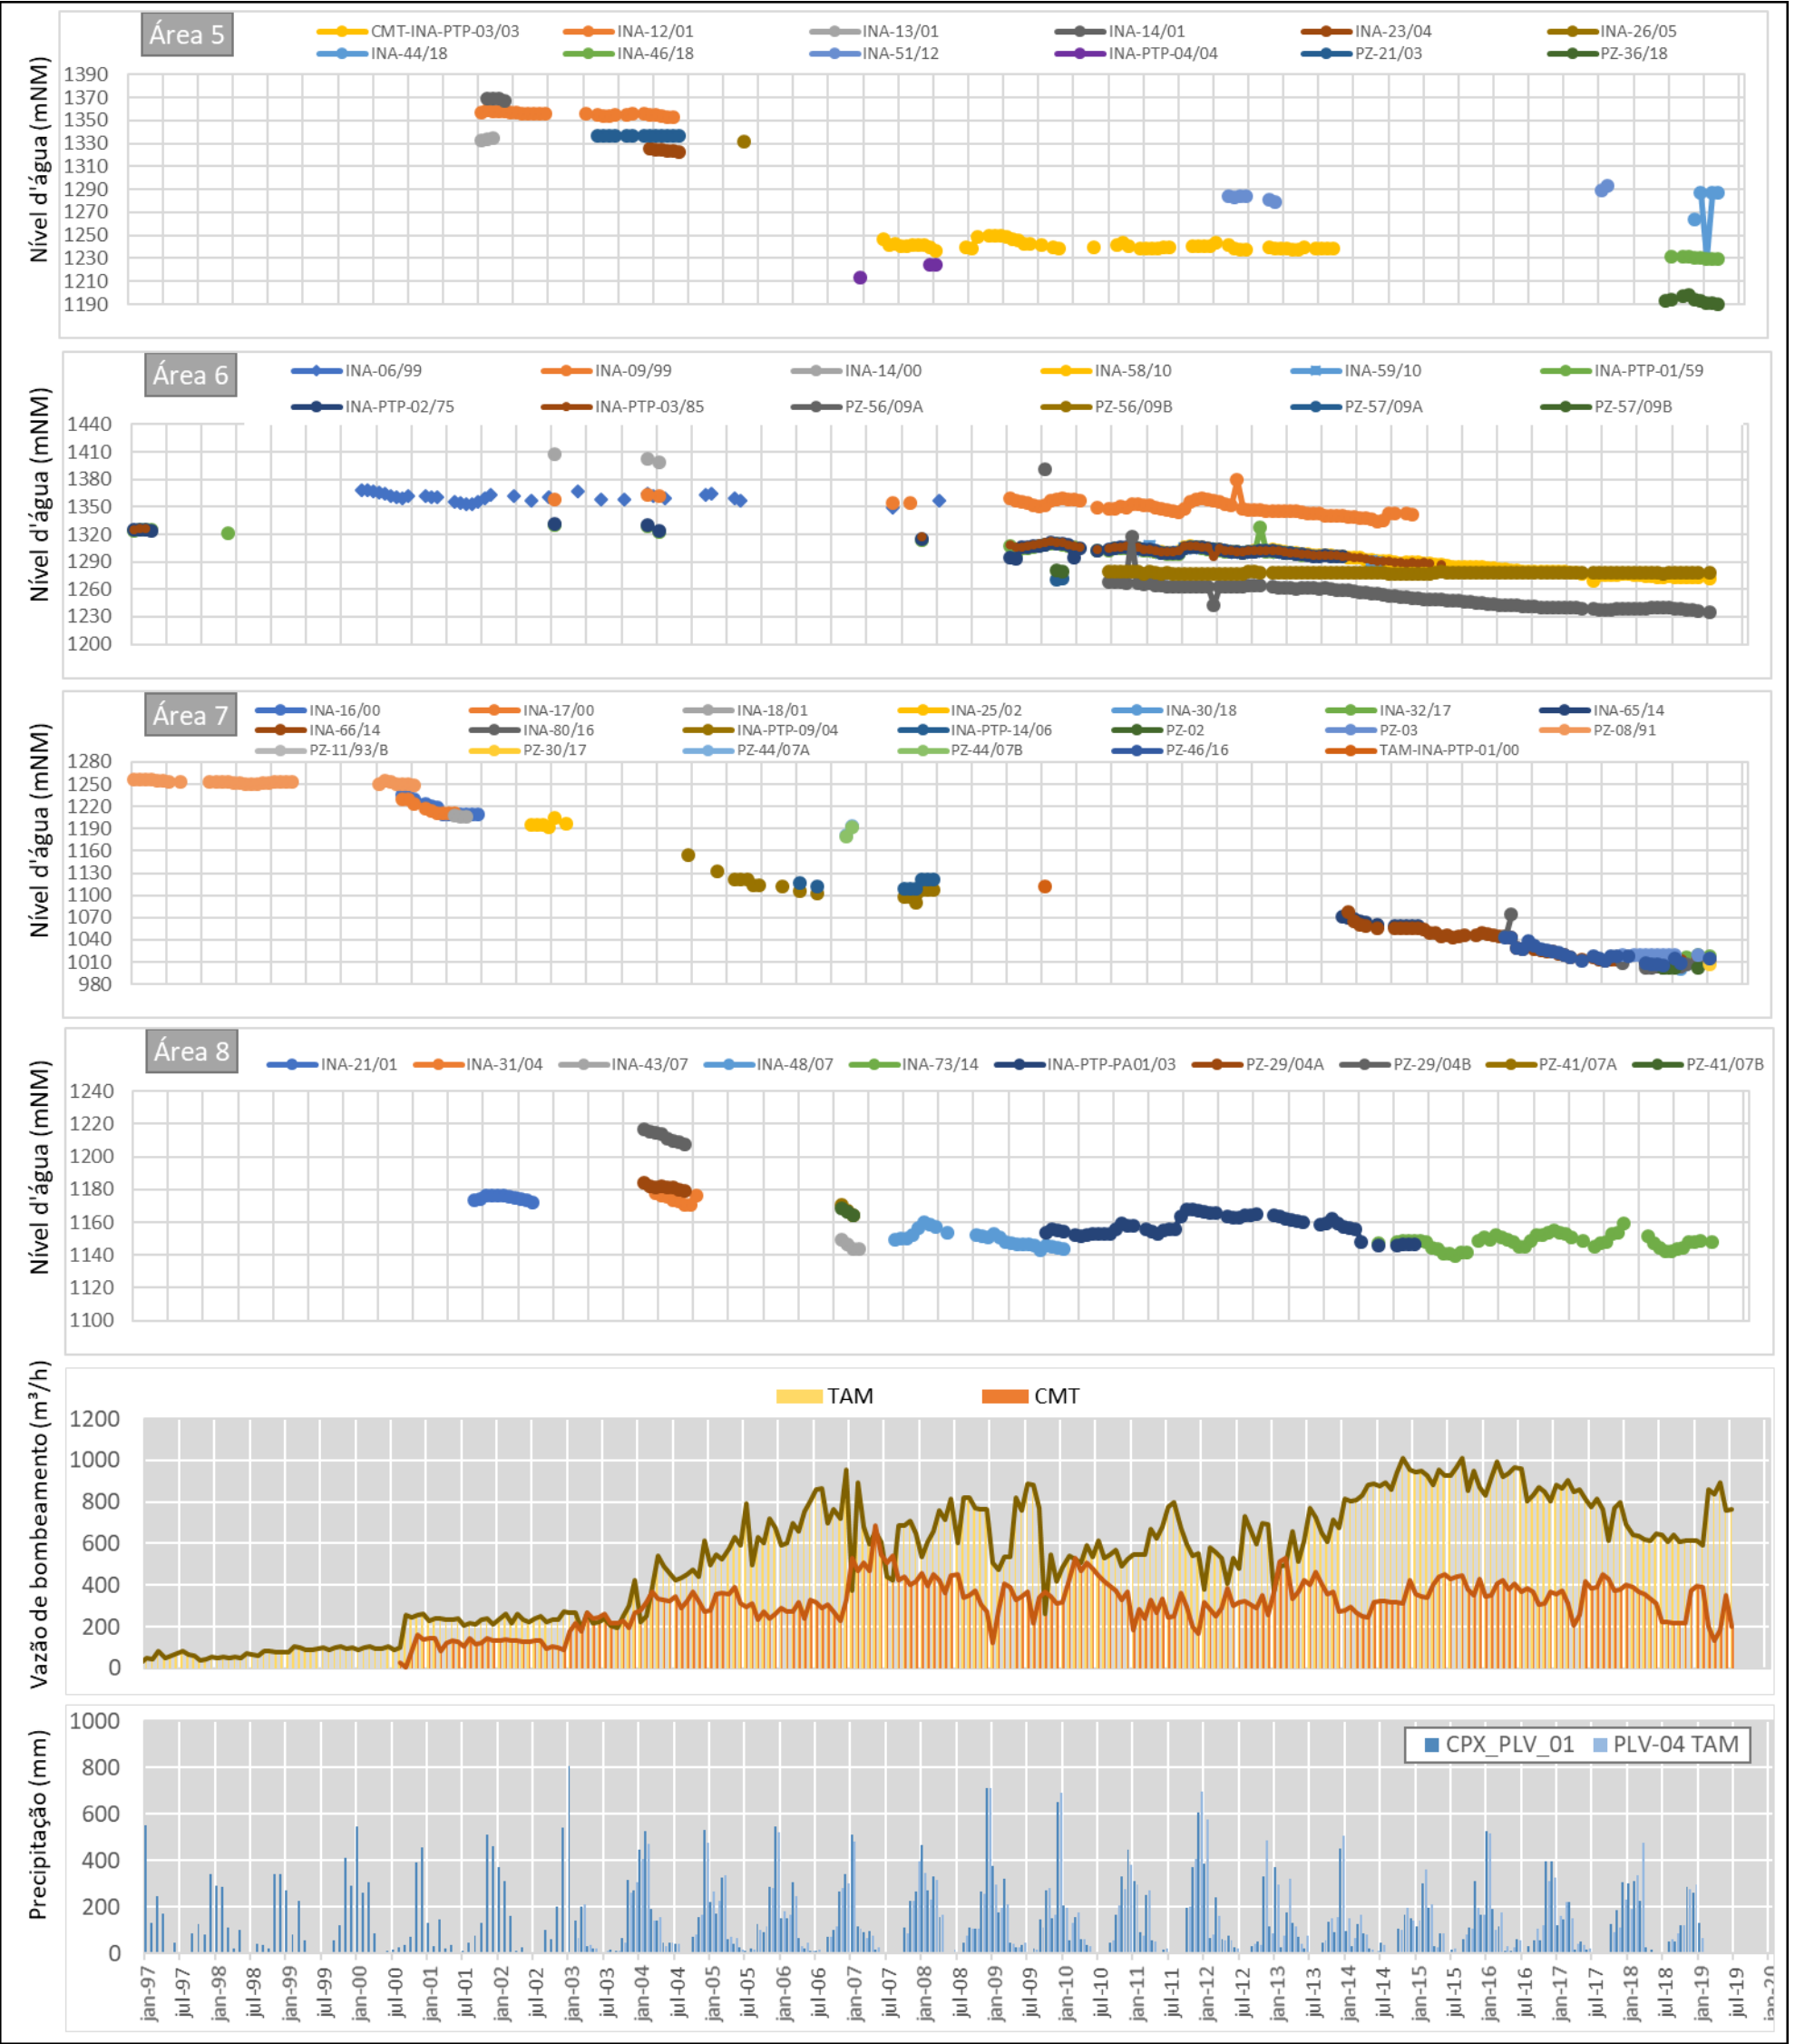 Área 5
CMT-INA-PTP-03/03 INA-12/01 INA-13/01 INA-14/01 INA-23/04 INA-26/05
INA-44/18 INA-46/18 INA-51/12 INA-PTP-04/04 PZ-21/03 PZ-36/18
Nível d'água (mNM)
1390
1370
1350
1330
1310
1290
1270
1250
1230
1210
1190
Área 6
INA-06/99 INA-09/99 INA-14/00 INA-58/10 INA-59/10 INA-PTP-01/59
INA-PTP-02/75 INA-PTP-03/85 PZ-56/09A PZ-56/09B PZ-57/09A PZ-57/09B
Nível d'água (mNM)
1440
1410
1380
1350
1320
1290
1260
1230
1200
Área 7
INA-16/00 INA-17/00 INA-18/01 INA-25/02 INA-30/18 INA-32/17 INA-65/14
INA-66/14 INA-80/16 INA-PTP-09/04 INA-PTP-14/06 PZ-02 PZ-03 PZ-08/91
PZ-11/93/B PZ-30/17 PZ-44/07A PZ-44/07B PZ-46/16 TAM-INA-PTP-01/00
Nível d'água (mNM)
1280
1250
1220
1190
1160
1130
1100
1070
1040
1010
980
Área 8
INA-21/01 INA-31/04 INA-43/07 INA-48/07 INA-73/14 INA-PTP-PA01/03 PZ-29/04A PZ-29/04B PZ-41/07A PZ-41/07B
Nível d'água (mNM)
1240
1220
1200
1180
1160
1140
1120
1100
TAM CMT
Vazão de bombeamento (m³/h)
1200
1000
800
600
400
200
0
CPX_PLV_01 PLV-04 TAM
Precipitação (mm)
1000
800
600
400
200
0
jan-97 jul-97 jan-98 jul-98 jan-99 jul-99 jan-00 jul-00 jan-01 jul-01 jan-02 jul-02 jan-03 jul-03 jan-04 jul-04 jan-05 jul-05 jan-06 jul-06 jan-07 jul-07 jan-08 jul-08 jan-09 jul-09 jan-10 jul-10 jan-11 jul-11 jan-12 jul-12 jan-13 jul-13 jan-14 jul-14 jan-15 jul-15 jan-16 jul-16 jan-17 jul-17 jan-18 jul-18 jan-19 jul-19 jan-20